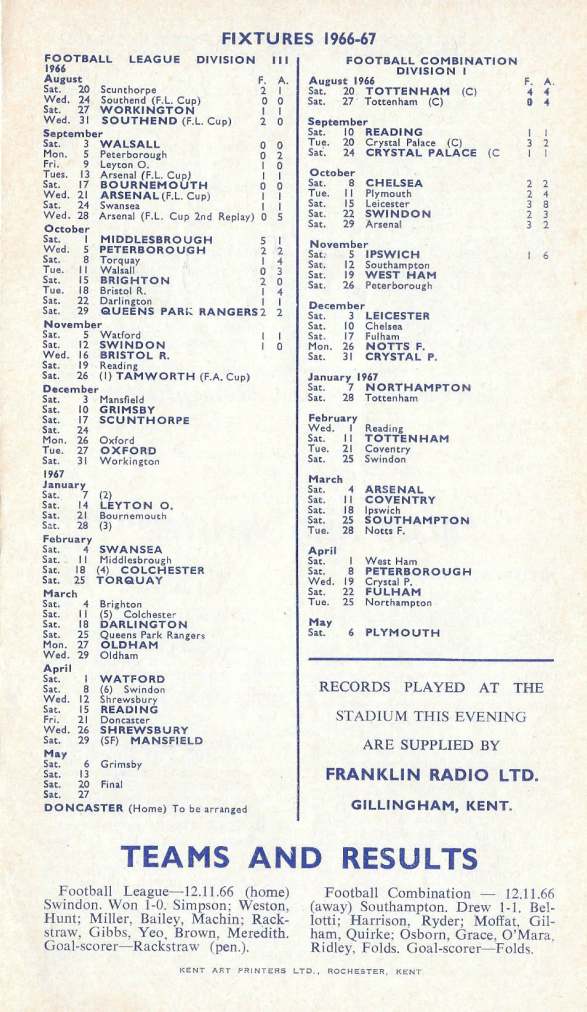 FIXTURES 1966-67
FOOTBALL LEAGUE DIVISION III
1966
August F. A.
Sat. 20 Scunthorpe 2 1
Wed. 24 Southend (F.L. Cup) 0 0
Sat. 27 WORKINGTON 1 1
Wed. 31 SOUTHEND (F.L. Cup) 2 0
September
Sat. 3 WALSALL 0 0
Mon. 5 Peterborough 0 2
Fri. 9 Leyton O. 1 0
Tues. 13 Arsenal (F.L. Cup) 1 1
Sat. 17 BOURNEMOUTH 0 0
Wed. 21 ARSENAL (F.L. Cup) 1 1
Sat. 24 Swansea 1 1
Wed. 28 Arsenal (F.L. Cup 2nd Replay) 0 5
October
Sat. 1 MIDDLESBROUGH 5 1
Wed. 5 PETERBOROUGH 2 2
Sat. 8 Torquay 1 4
Tue. 11 Walsall 0 3
Sat. 15 BRIGHTON 2 0
Tue. 18 Bristol R. 1 4
Sat. 22 Darlington 1 1
Sat. 29 QUEENS PARK RANGERS 2 2
November
Sat. 5 Watford 1 1
Sat. 12 SWINDON 1 0
Wed. 16 BRISTOL R.
Sat. 19 Reading
Sat. 26 (1) TAMWORTH (F.A. Cup)
December
Sat. 3 Mansfield
Sat. 10 GRIMSBY
Sat. 17 SCUNTHORPE
Sat. 24
Mon. 26 Oxford
Tue. 27 OXFORD
Sat. 31 Workington
1967
January
Sat. 7 (2)
Sat. 14 LEYTON O.
Sat. 21 Bournemouth
Sat. 28 (3)
February
Sat. 4 SWANSEA
Sat. 11 Middlesbrough
Sat. 18 (4) COLCHESTER
Sat. 25 TORQUAY
March
Sat. 4 Brighton
Sat. 11 (5) Colchester
Sat. 18 DARLINGTON
Sat. 25 Queens Park Rangers
Mon. 27 OLDHAM
Wed. 29 Oldham
April
Sat. 1 WATFORD
Sat. 8 (6) Swindon
Wed. 12 Shrewsbury
Sat. 15 READING
Fri. 21 Doncaster
Wed. 26 SHREWSBURY
Sat. 29 (SF) MANSFIELD
May
Sat. 6 Grimsby
Sat. 13
Sat. 20 Final
Sat. 27
DONCASTER (Home) To be arranged
FOOTBALL COMBINATION
DIVISION I
August 1966 F. A.
Sat. 20 TOTTENHAM (C) 4 4
Sat. 27 Tottenham (C) 0 4
September
Sat. 10 READING 1 1
Tue. 20 Crystal Palace (C) 3 2
Sat. 24 CRYSTAL PALACE (C 1 1
October
Sat. 8 CHELSEA 2 2
Tue. 11 Plymouth 2 4
Sat. 15 Leicester 3 8
Sat. 22 SWINDON 2 3
Sat. 29 Arsenal 3 2
November
Sat. 5 IPSWICH 1 6
Sat. 12 Southampton
Sat. 19 WEST HAM
Sat. 26 Peterborough
December
Sat. 3 LEICESTER
Sat. 10 Chelsea
Sat. 17 Fulham
Mon. 26 NOTTS F.
Sat. 31 CRYSTAL P.
January 1967
Sat. 7 NORTHAMPTON
Sat. 28 Tottenham
February
Wed. 1 Reading
Sat. 11 TOTTENHAM
Tue. 21 Coventry
Sat. 25 Swindon
March
Sat. 4 ARSENAL
Sat. 11 COVENTRY
Sat. 18 Ipswich
Sat. 25 SOUTHAMPTON
Tue. 28 Notts F.
April
Sat. 1 West Ham
Sat. 8 PETERBOROUGH
Wed. 19 Crystal P.
Sat. 22 FULHAM
Tue. 25 Northampton
May
Sat. 6 PLYMOUTH
RECORDS PLAYED AT THE
STADIUM THIS EVENING
ARE SUPPLIED BY
FRANKLIN RADIO LTD.
GILLINGHAM, KENT.
TEAMS AND RESULTS
Football League—12.11.66 (home)
Swindon. Won 1-0. Simpson; Weston,
Hunt; Miller, Bailey, Machin; Rack-
straw, Gibbs, Yeo, Brown, Meredith.
Goal-scorer—Rackstraw (pen.).
Football Combination — 12.11.66
(away) Southampton. Drew 1-1. Bel-
lotti; Harrison, Ryder; Moffat, Gil-
ham, Quirke; Osborn, Grace, O'Mara,
Ridley, Folds. Goal-scorer—Folds.
KENT ART PRINTERS LTD., ROCHESTER, KENT